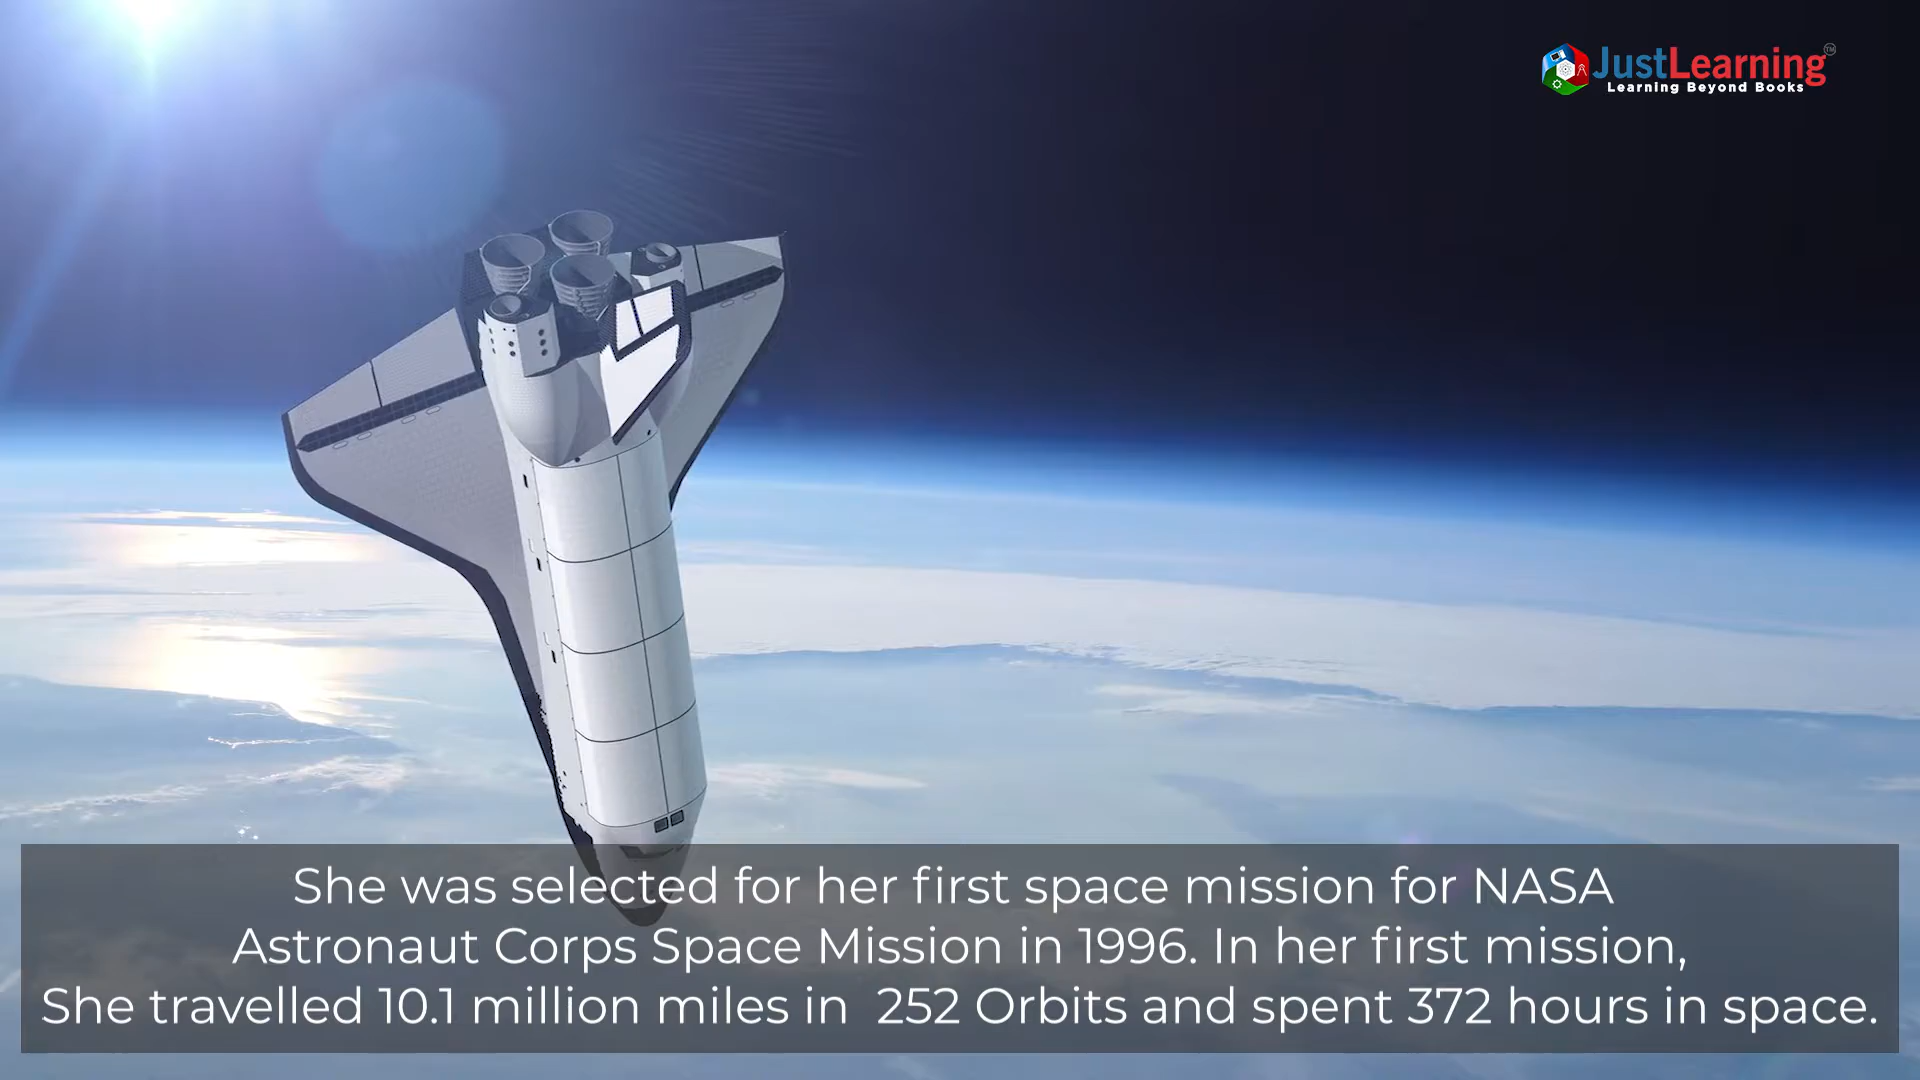 JustLearning™
Learning Beyond Books
She was selected for her first space mission for NASA
Astronaut Corps Space Mission in 1996. In her first mission,
She travelled 10.1 million miles in  252 Orbits and spent 372 hours in space.